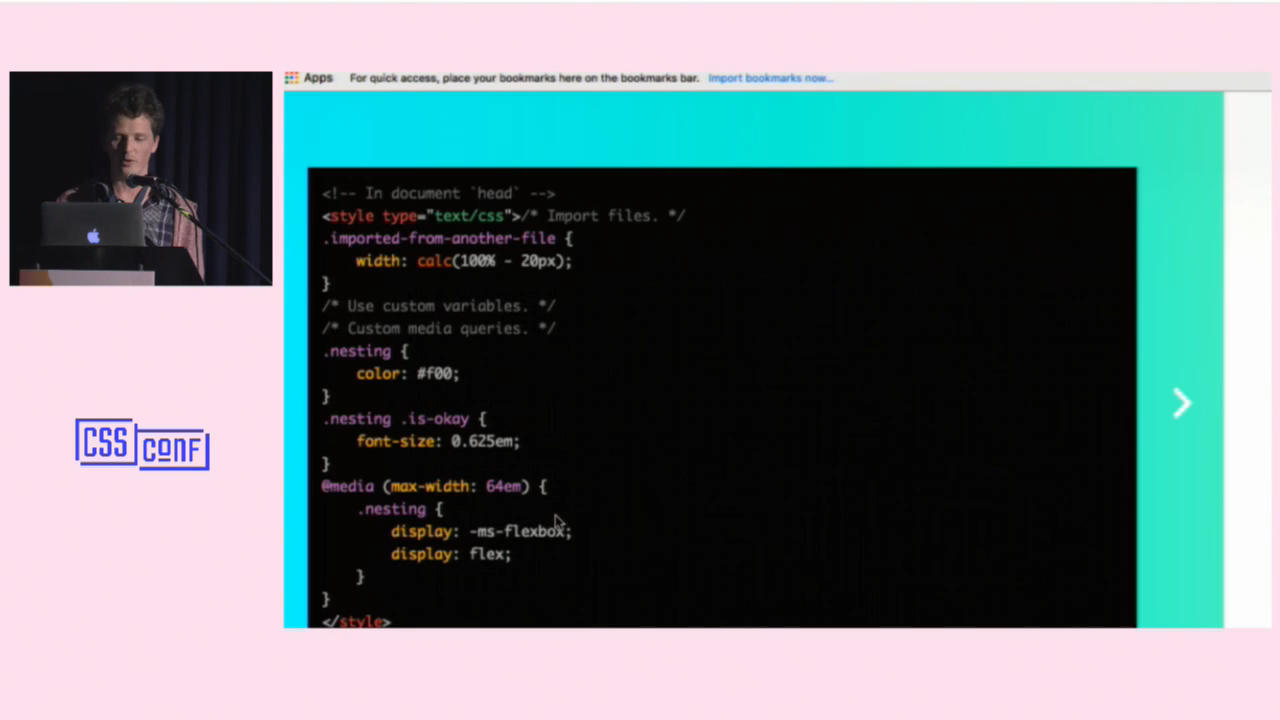 Apps For quick access, place your bookmarks here on the bookmarks bar. Import bookmarks now...
<!-- In document `head` -->
<style type="text/css">/* Import files. */
.imported-from-another-file {
    width: calc(100% - 20px);
}
/* Use custom variables. */
/* Custom media queries. */
.nesting {
    color: #f00;
}
.nesting .is-okay {
    font-size: 0.625em;
}
@media (max-width: 64em) {
    .nesting {
        display: -ms-flexbox;
        display: flex;
    }
}
</style>
CSS
CONF